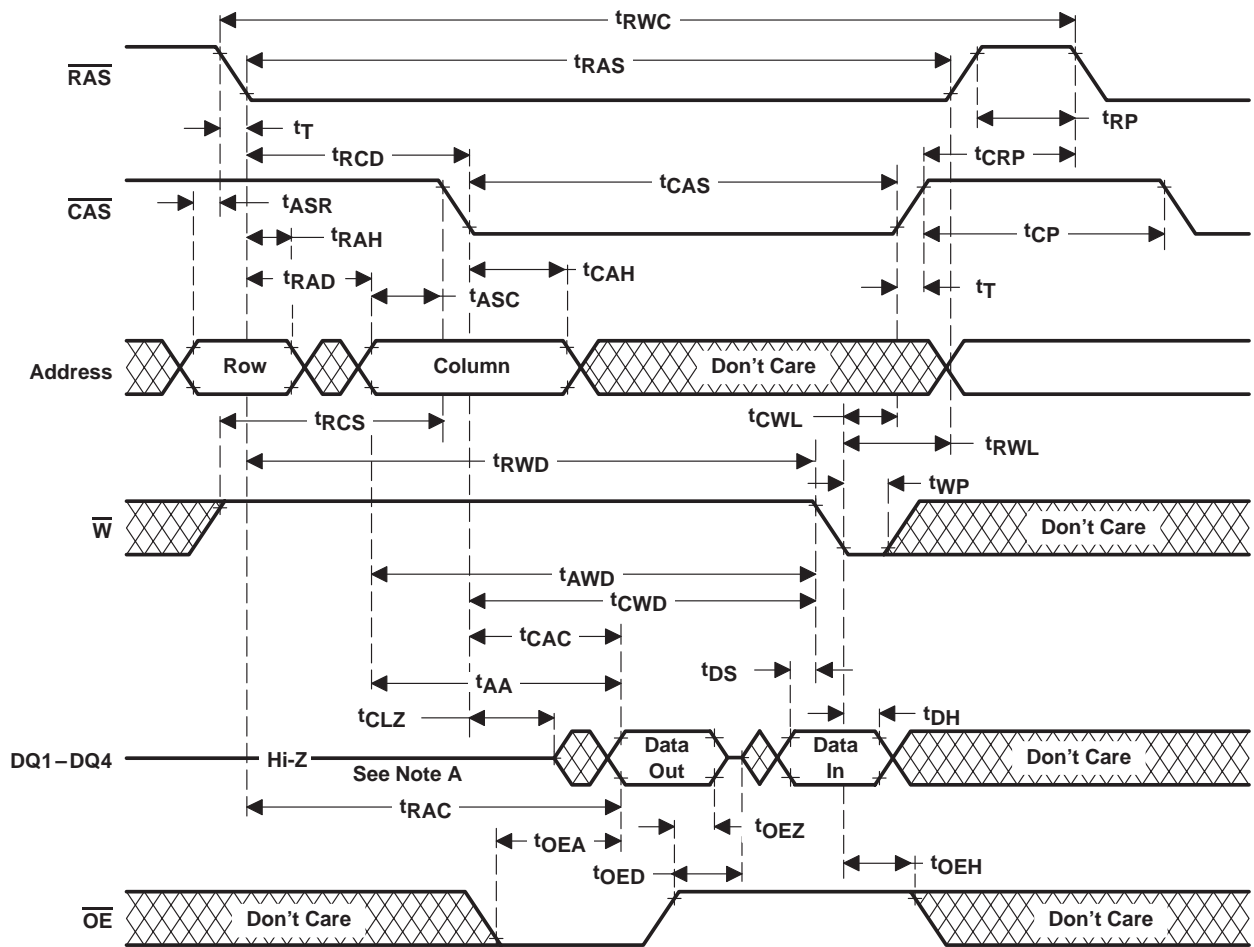 tRWC
RAS
tRAS
tT
tRP
tRCD
tCRP
CAS
tASR
tCAS
tRAH
tCP
tRAD
tCAH
tASC
tT
Address
Row
Column
Don't Care
tRCS
tCWL
tRWL
tRWD
tWP
W
Don't Care
tAWD
tCWD
tCAC
tDS
tAA
tCLZ
tDH
DQ1–DQ4
Hi-Z
See Note A
Data Out
Data In
Don't Care
tRAC
tOEA
tOEZ
tOED
tOEH
OE
Don't Care
Don't Care